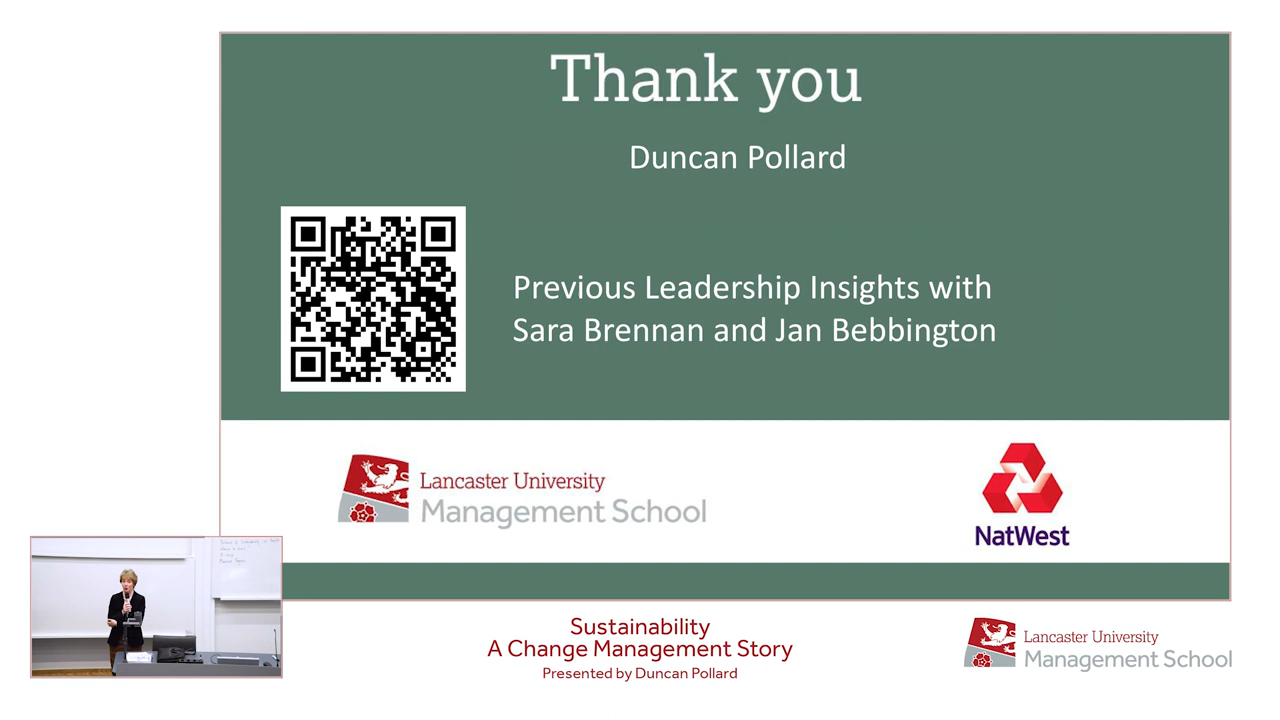 Thank you
Duncan Pollard
Previous Leadership Insights with
Sara Brennan and Jan Bebbington
Lancaster University
Management School
NatWest
Sustainability
A Change Management Story
Presented by Duncan Pollard
Lancaster University
Management School